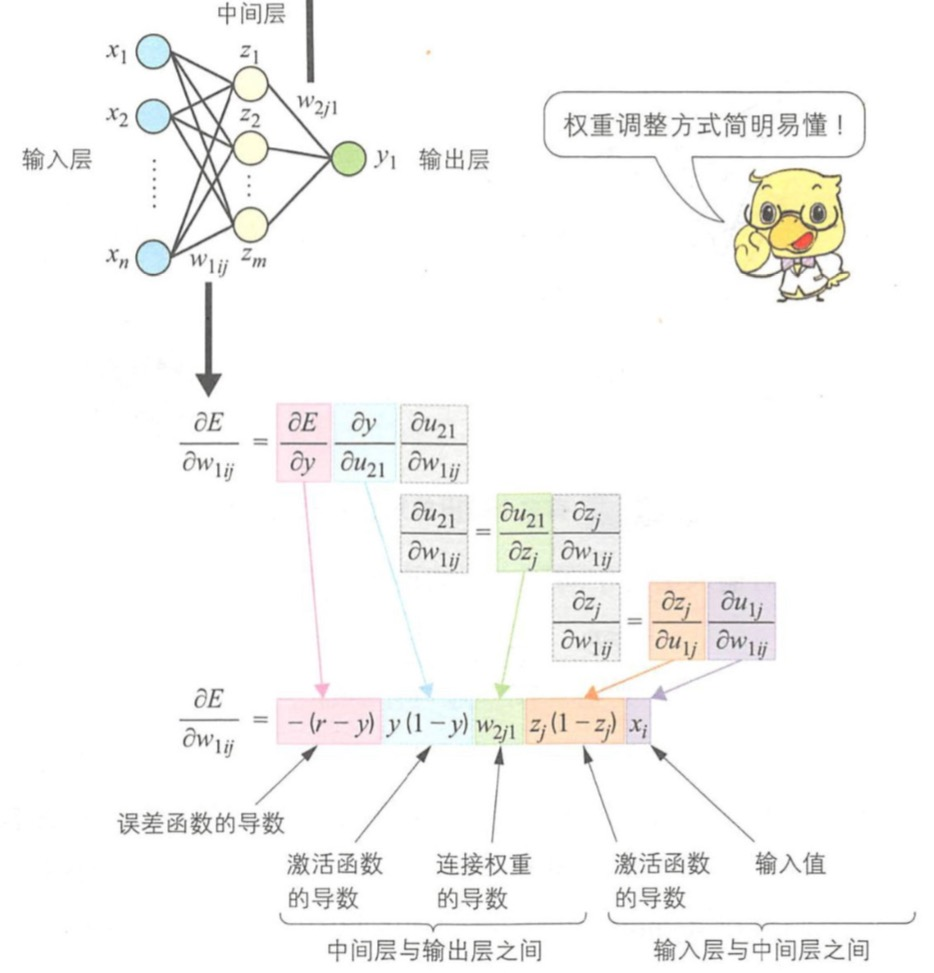 中间层
x1
z1
w2j1
x2
z2
权重调整方式简明易懂！
输入层
y1
输出层
xn
w1ij
zm
∂E/∂w1ij = ∂E/∂y ∂y/∂u21 ∂u21/∂w1ij
∂u21/∂w1ij = ∂u21/∂zj ∂zj/∂w1ij
∂zj/∂w1ij = ∂zj/∂u1j ∂u1j/∂w1ij
∂E/∂w1ij = －(r－y) y(1－y) w2j1 zj(1－zj) xi
误差函数的导数
激活函数
的导数
连接权重
的导数
激活函数
的导数
输入值
中间层与输出层之间
输入层与中间层之间